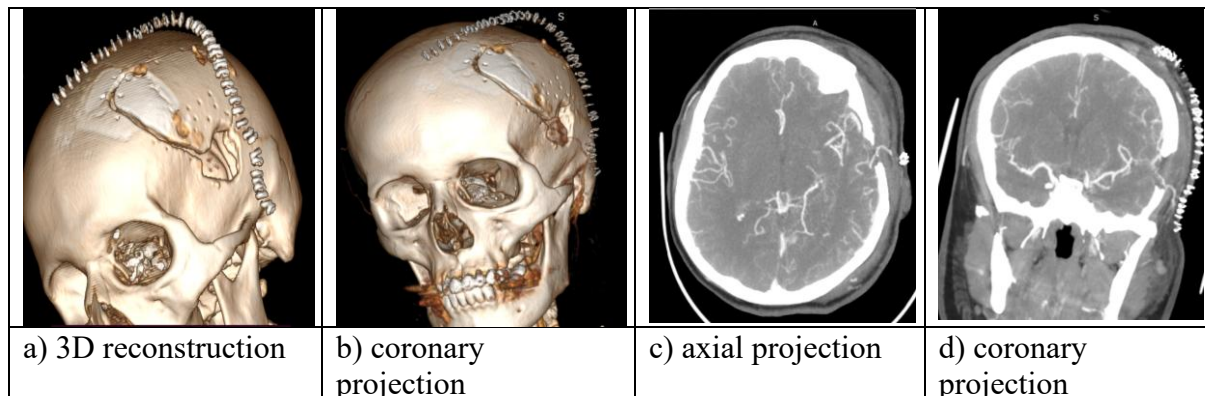 S
A
S
a) 3D reconstruction
b) coronary
projection
c) axial projection
d) coronary
projection